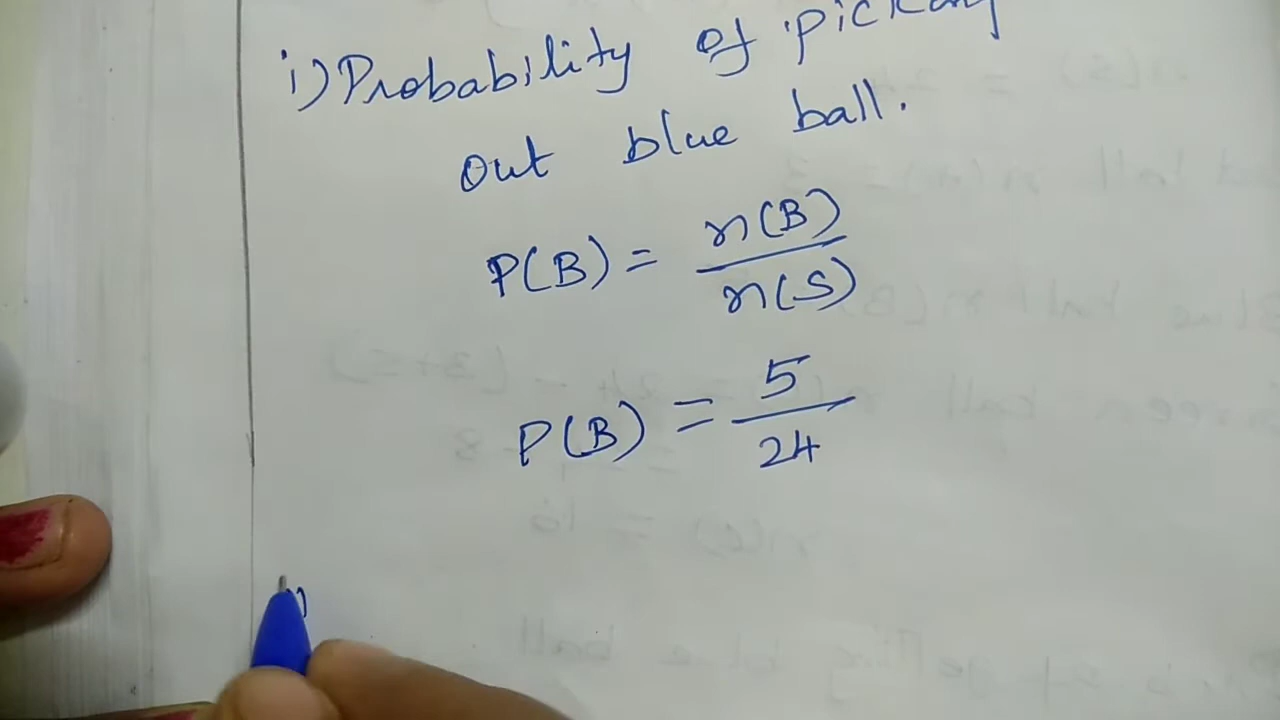 i) Probability of picking
out blue ball.
P(B) = n(B)
n(S)
P(B) = 5
24